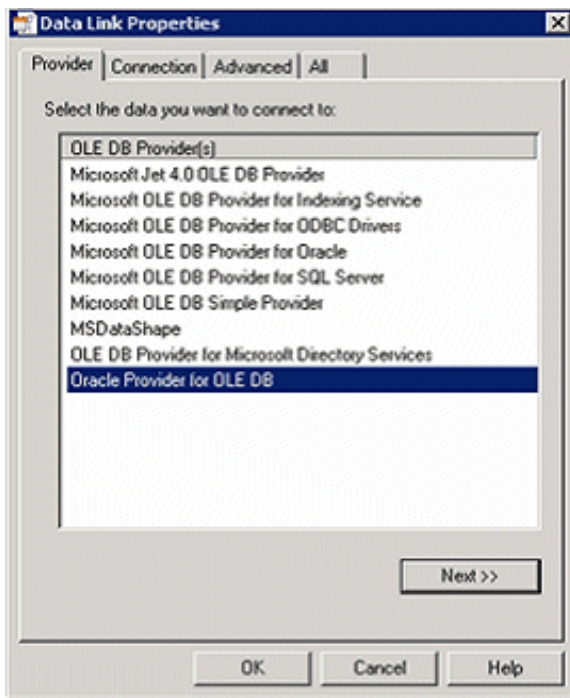 Data Link Properties
Provider Connection Advanced All
Select the data you want to connect to:
OLE DB Provider(s)
Microsoft Jet 4.0 OLE DB Provider
Microsoft OLE DB Provider for Indexing Service
Microsoft OLE DB Provider for ODBC Drivers
Microsoft OLE DB Provider for Oracle
Microsoft OLE DB Provider for SQL Server
Microsoft OLE DB Simple Provider
MSDataShape
OLE DB Provider for Microsoft Directory Services
Oracle Provider for OLE DB
Next >>
OK Cancel Help